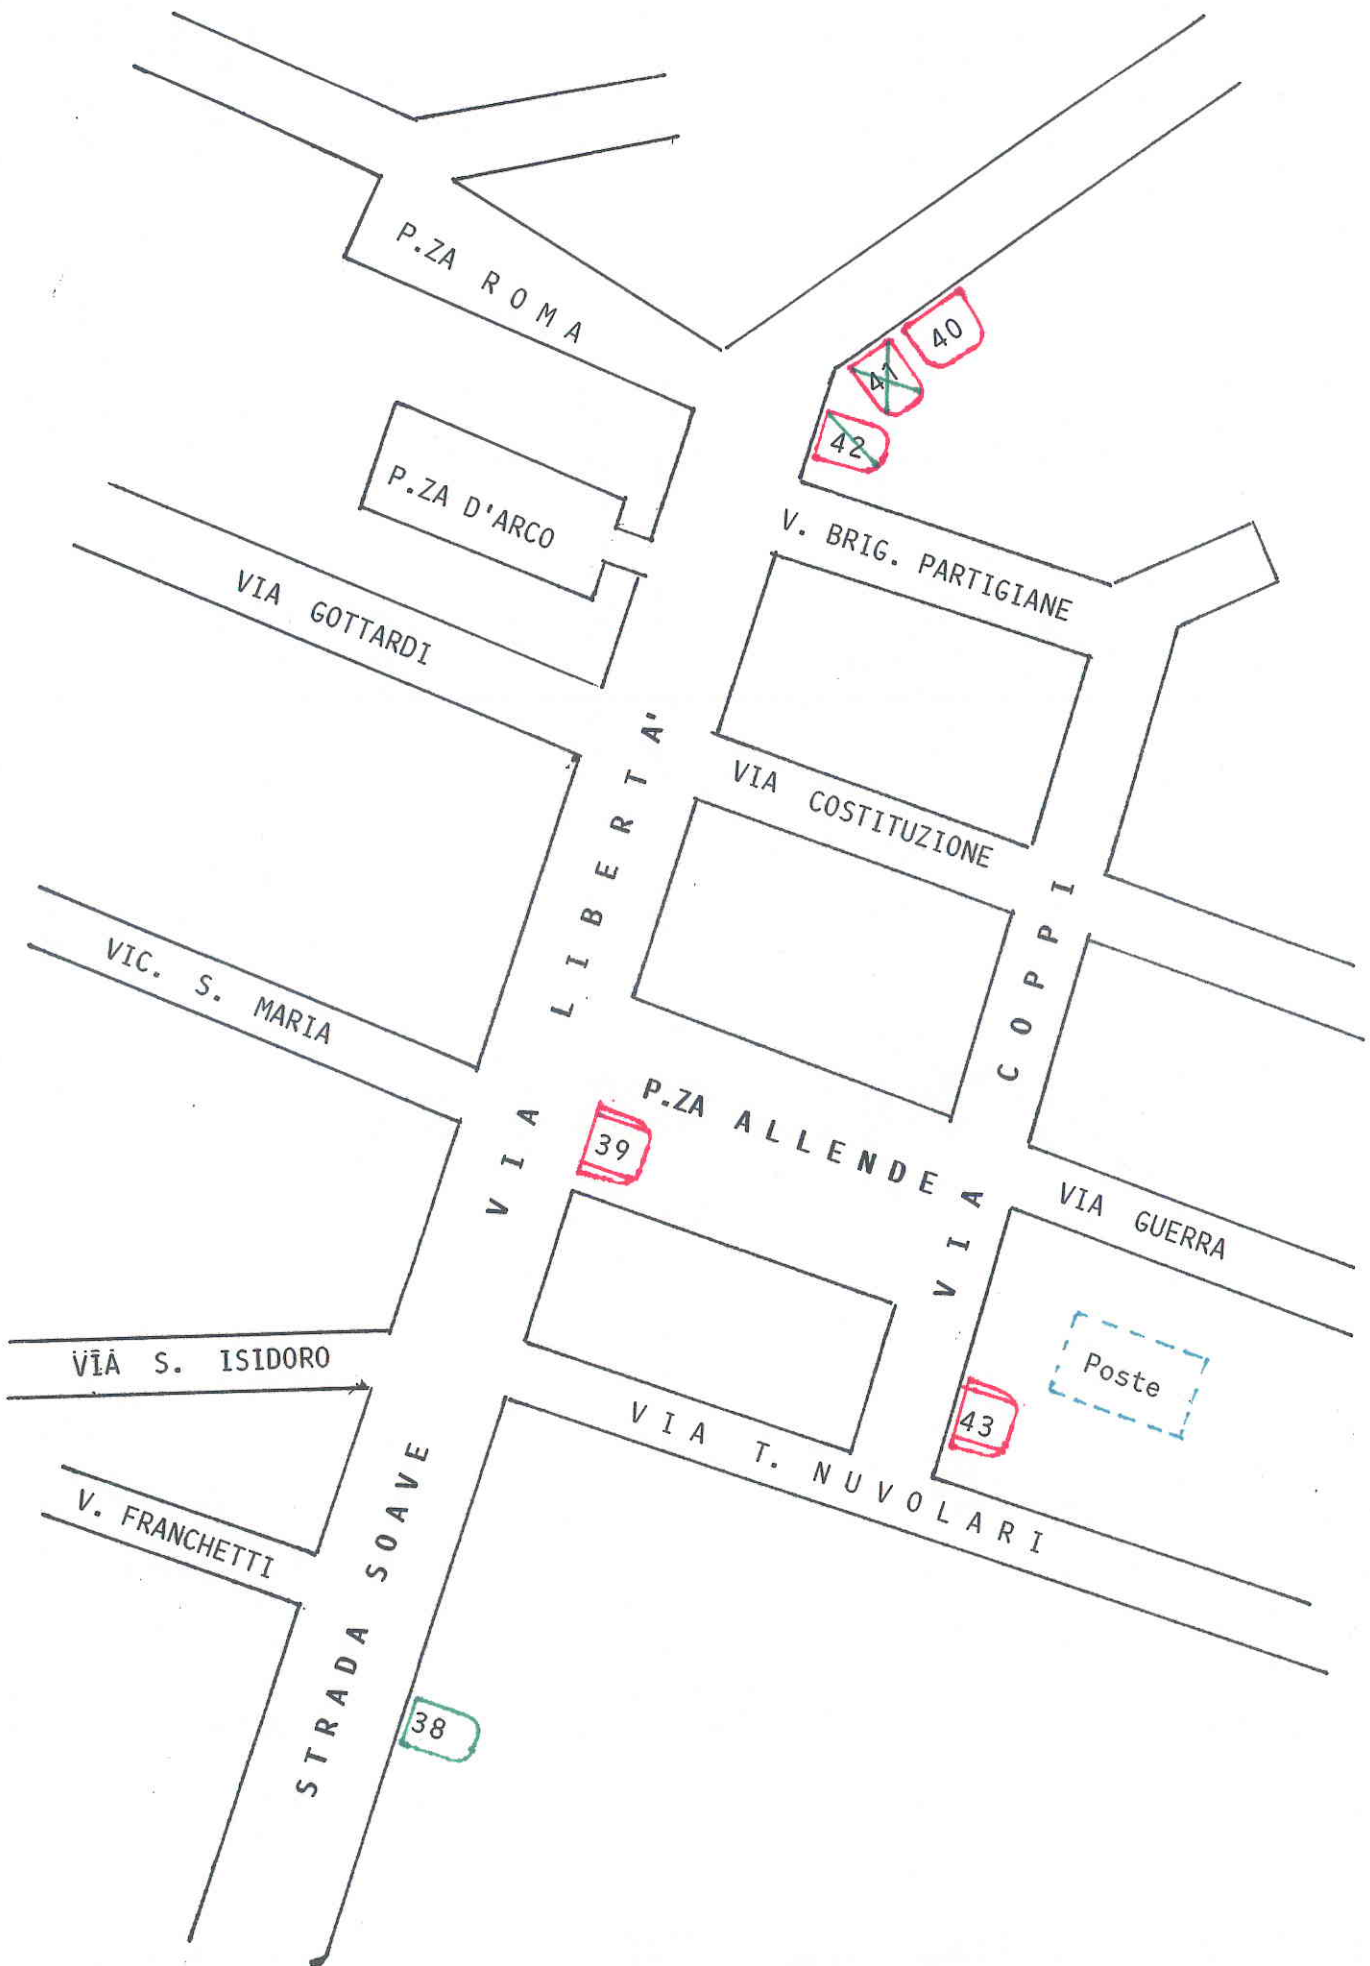 P.ZA ROMA
40
41
42
P.ZA D'ARCO
V. BRIG. PARTIGIANE
VIA GOTTARDI
VIA LIBERTA'
VIA COSTITUZIONE
VIA COPPI
VIC. S. MARIA
P.ZA ALLENDE
39
VIA GUERRA
VIA S. ISIDORO
Poste
43
VIA T. NUVOLARI
V. FRANCHETTI
STRADA SOAVE
38